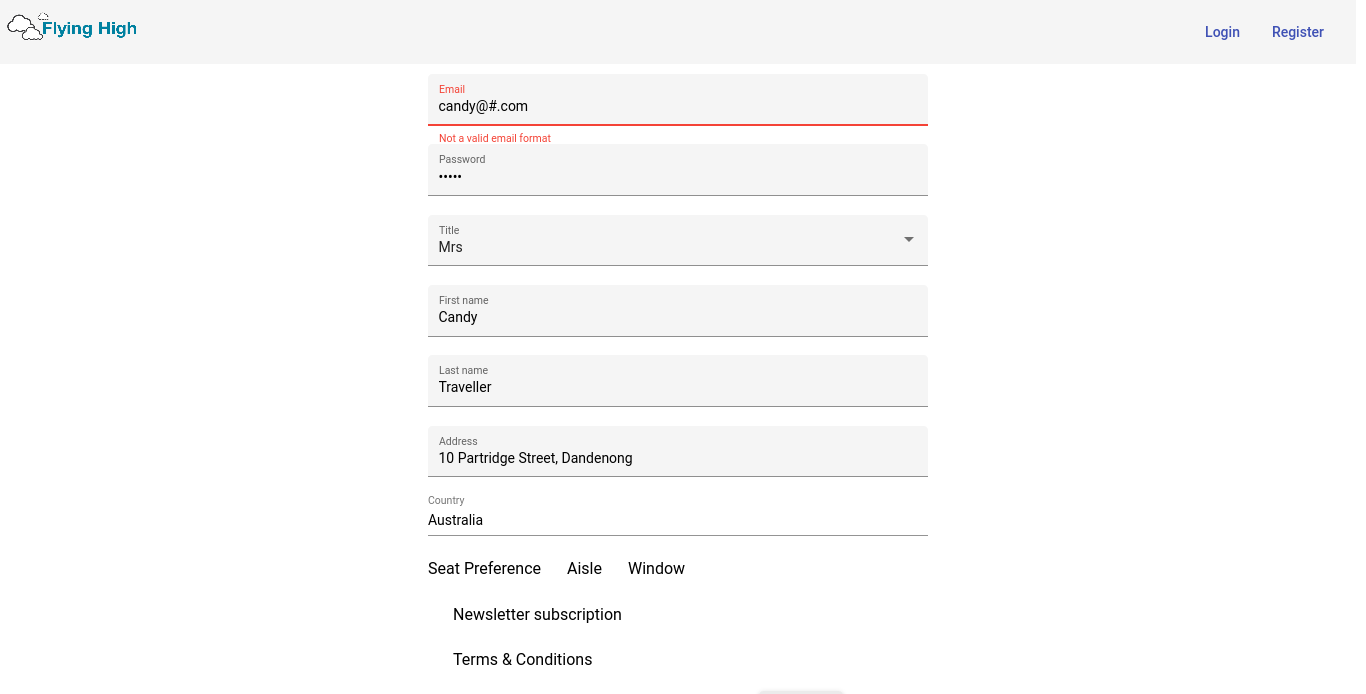 Flying High
Login Register
Email
candy@#.com
Not a valid email format
Password
•••••
Title
Mrs
First name
Candy
Last name
Traveller
Address
10 Partridge Street, Dandenong
Country
Australia
Seat Preference Aisle Window
Newsletter subscription
Terms & Conditions